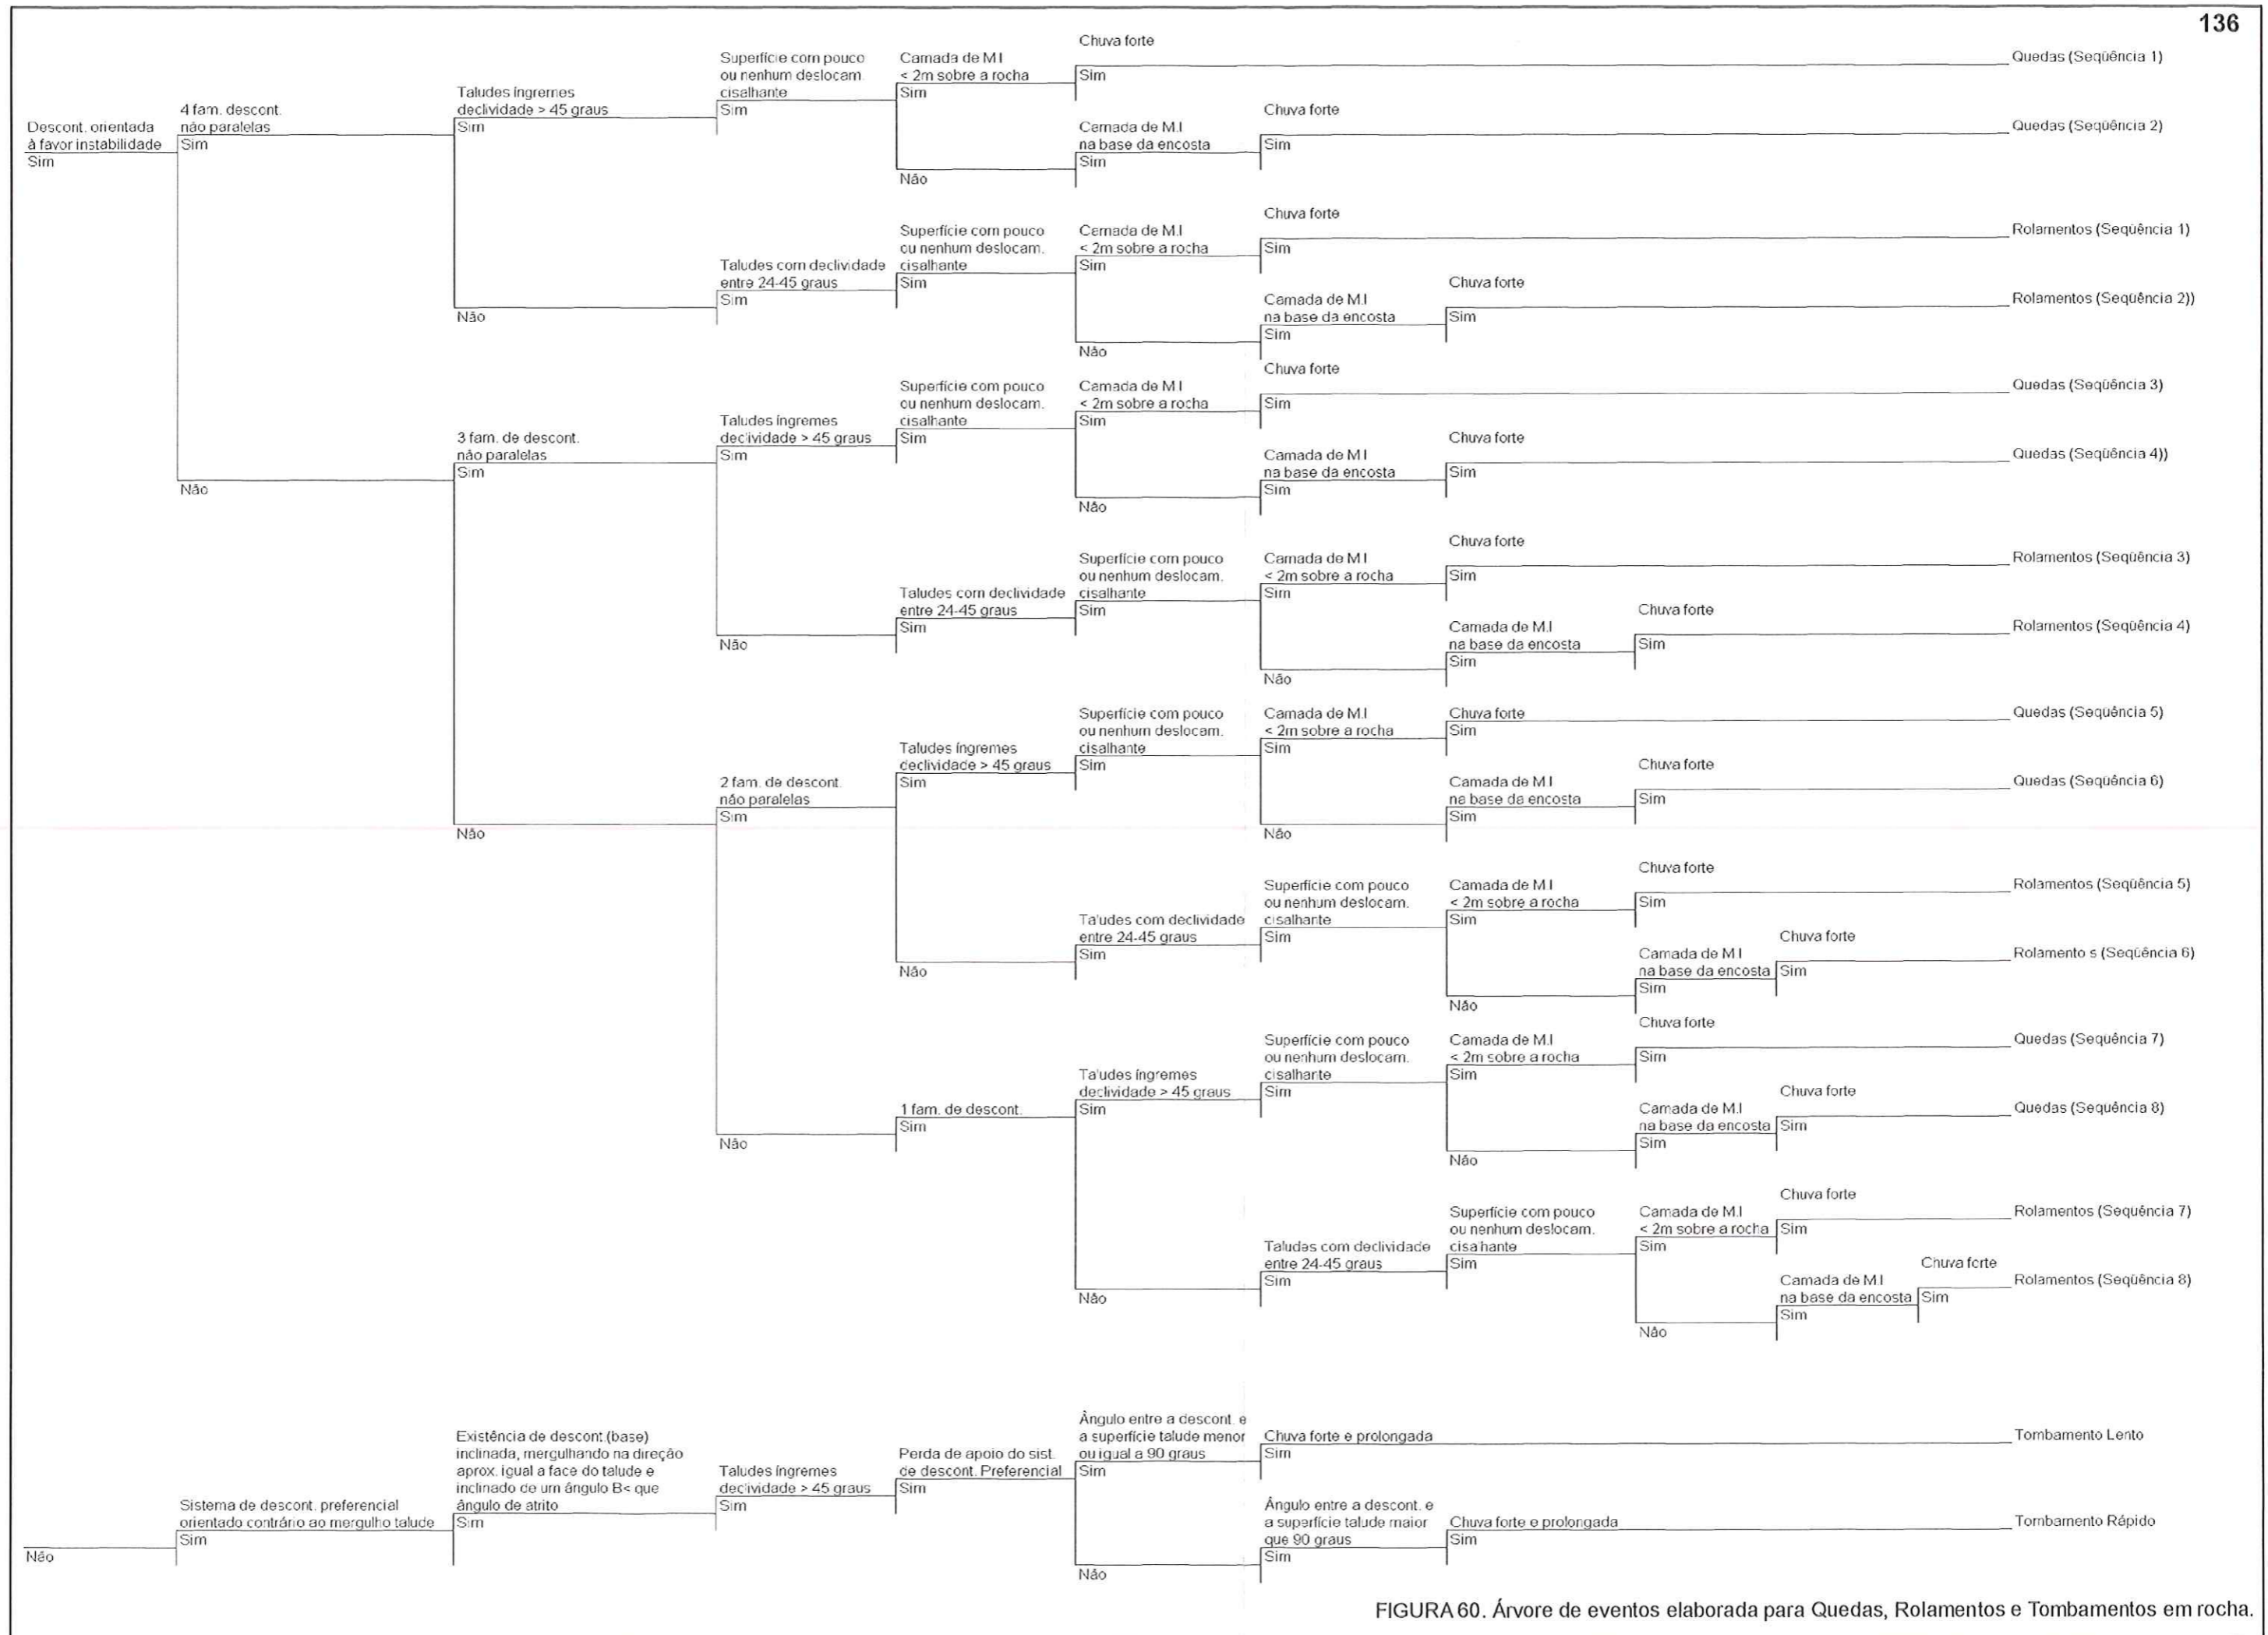 136
Descont. orientada
à favor instabilidade
Sim
4 fam. descont.
não paralelas
Sim
Taludes íngremes
declividade > 45 graus
Sim
Superfície com pouco
ou nenhum deslocam.
cisalhante
Sim
Camada de M.I
< 2m sobre a rocha
Sim
Chuva forte
Sim
Quedas (Seqüência 1)
Não
Camada de M.I
na base da encosta
Sim
Chuva forte
Sim
Quedas (Seqüência 2)
Não
Taludes com declividade
entre 24-45 graus
Sim
Superfície com pouco
ou nenhum deslocam.
cisalhante
Sim
Camada de M.I
< 2m sobre a rocha
Sim
Chuva forte
Sim
Rolamentos (Seqüência 1)
Não
Camada de M.I
na base da encosta
Sim
Chuva forte
Sim
Rolamentos (Seqüência 2))
Não
3 fam. de descont.
não paralelas
Sim
Taludes íngremes
declividade > 45 graus
Sim
Superfície com pouco
ou nenhum deslocam.
cisalhante
Sim
Camada de M.I
< 2m sobre a rocha
Sim
Chuva forte
Sim
Quedas (Seqüência 3)
Não
Camada de M.I
na base da encosta
Sim
Chuva forte
Sim
Quedas (Seqüência 4))
Não
Taludes com declividade
entre 24-45 graus
Sim
Superfície com pouco
ou nenhum deslocam.
cisalhante
Sim
Camada de M.I
< 2m sobre a rocha
Sim
Chuva forte
Sim
Rolamentos (Seqüência 3)
Não
Camada de M.I
na base da encosta
Sim
Chuva forte
Sim
Rolamentos (Seqüência 4)
Não
2 fam. de descont.
não paralelas
Sim
Taludes íngremes
declividade > 45 graus
Sim
Superfície com pouco
ou nenhum deslocam.
cisalhante
Sim
Camada de M.I
< 2m sobre a rocha
Sim
Chuva forte
Sim
Quedas (Seqüência 5)
Não
Camada de M.I
na base da encosta
Sim
Chuva forte
Sim
Quedas (Seqüência 6)
Não
Taludes com declividade
entre 24-45 graus
Sim
Superfície com pouco
ou nenhum deslocam.
cisalhante
Sim
Camada de M.I
< 2m sobre a rocha
Sim
Chuva forte
Sim
Rolamentos (Seqüência 5)
Não
Camada de M.I
na base da encosta
Sim
Chuva forte
Sim
Rolamento s (Seqüência 6)
Não
1 fam. de descont.
Sim
Taludes íngremes
declividade > 45 graus
Sim
Superfície com pouco
ou nenhum deslocam.
cisalhante
Sim
Camada de M.I
< 2m sobre a rocha
Sim
Chuva forte
Sim
Quedas (Seqüência 7)
Não
Camada de M.I
na base da encosta
Sim
Chuva forte
Sim
Quedas (Seqüência 8)
Não
Taludes com declividade
entre 24-45 graus
Sim
Superfície com pouco
ou nenhum deslocam.
cisalhante
Sim
Camada de M.I
< 2m sobre a rocha
Sim
Chuva forte
Sim
Rolamentos (Seqüência 7)
Não
Camada de M.I
na base da encosta
Sim
Chuva forte
Sim
Rolamentos (Seqüência 8)
Não
Sistema de descont. preferencial
orientado contrário ao mergulho talude
Sim
Existência de descont.(base)
inclinada, mergulhando na direção
aprox. igual a face do talude e
inclinado de um ângulo B< que
ângulo de atrito
Sim
Taludes íngremes
declividade > 45 graus
Sim
Perda de apoio do sist.
de descont. Preferencial
Sim
Ângulo entre a descont. e
a superfície talude menor
ou igual a 90 graus
Sim
Chuva forte e prolongada
Sim
Tombamento Lento
Não
Ângulo entre a descont. e
a superfície talude maior
que 90 graus
Sim
Chuva forte e prolongada
Sim
Tombamento Rápido
FIGURA 60. Árvore de eventos elaborada para Quedas, Rolamentos e Tombamentos em rocha.